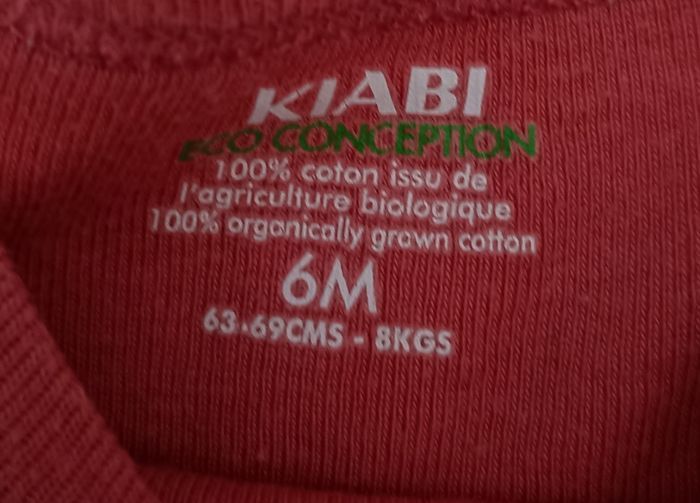 KIABI
ECO CONCEPTION
100% coton issu de
l'agriculture biologique
100% organically grown cotton
6M
63-69CMS - 8KGS